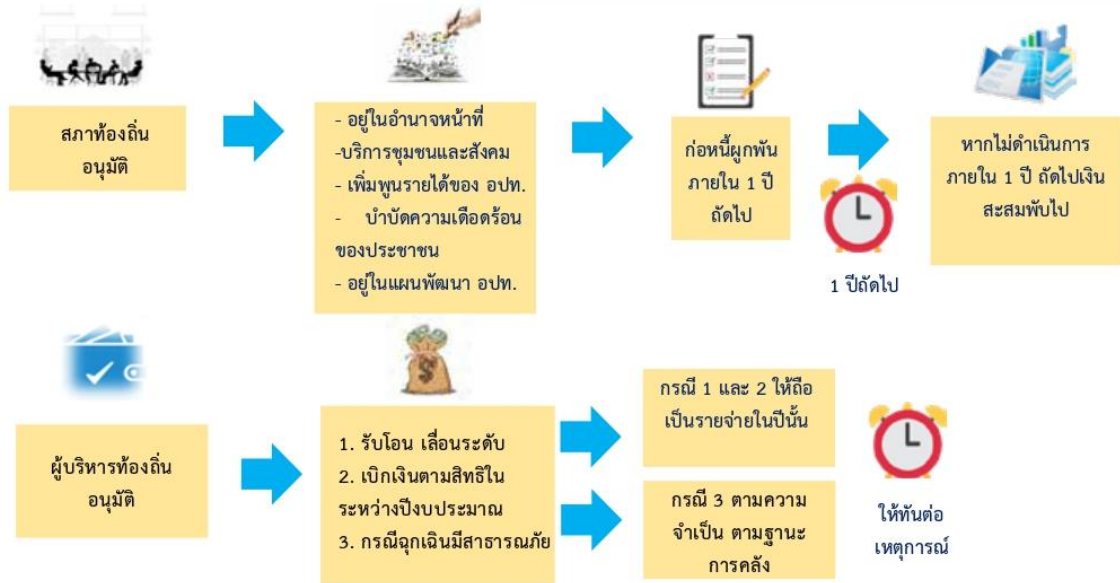 สภาท้องถิ่น
อนุมัติ
- อยู่ในอำนาจหน้าที่
-บริการชุมชนและสังคม
- เพิ่มพูนรายได้ของ อปท.
- บำบัดความเดือดร้อน
ของประชาชน
- อยู่ในแผนพัฒนา อปท.
ก่อหนี้ผูกพัน
ภายใน 1 ปี
ถัดไป
1 ปีถัดไป
หากไม่ดำเนินการ
ภายใน 1 ปี ถัดไปเงิน
สะสมพับไป
ผู้บริหารท้องถิ่น
อนุมัติ
1. รับโอน เลื่อนระดับ
2. เบิกเงินตามสิทธิใน
ระหว่างปีงบประมาณ
3. กรณีฉุกเฉินมีสาธารณภัย
กรณี 1 และ 2 ให้ถือ
เป็นรายจ่ายในปีนั้น
กรณี 3 ตามความ
จำเป็น ตามฐานะ
การคลัง
ให้ทันต่อ
เหตุการณ์